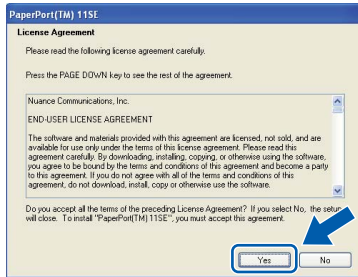 PaperPort(TM) 11SE
License Agreement
Please read the following license agreement carefully.
Press the PAGE DOWN key to see the rest of the agreement.
Nuance Communications, Inc.
END-USER LICENSE AGREEMENT
The software and materials provided with this agreement are licensed, not sold, and are
available for use only under the terms of this license agreement. Please read this
agreement carefully. By downloading, installing, copying, or otherwise using the software,
you agree to be bound by the terms and conditions of this agreement and become a party
to this agreement. If you do not agree with all of the terms and conditions of this
agreement, do not download, install, copy or otherwise use the software.
Do you accept all the terms of the preceding License Agreement? If you select No, the setup
will close. To install "PaperPort(TM) 11SE", you must accept this agreement.
Yes
No